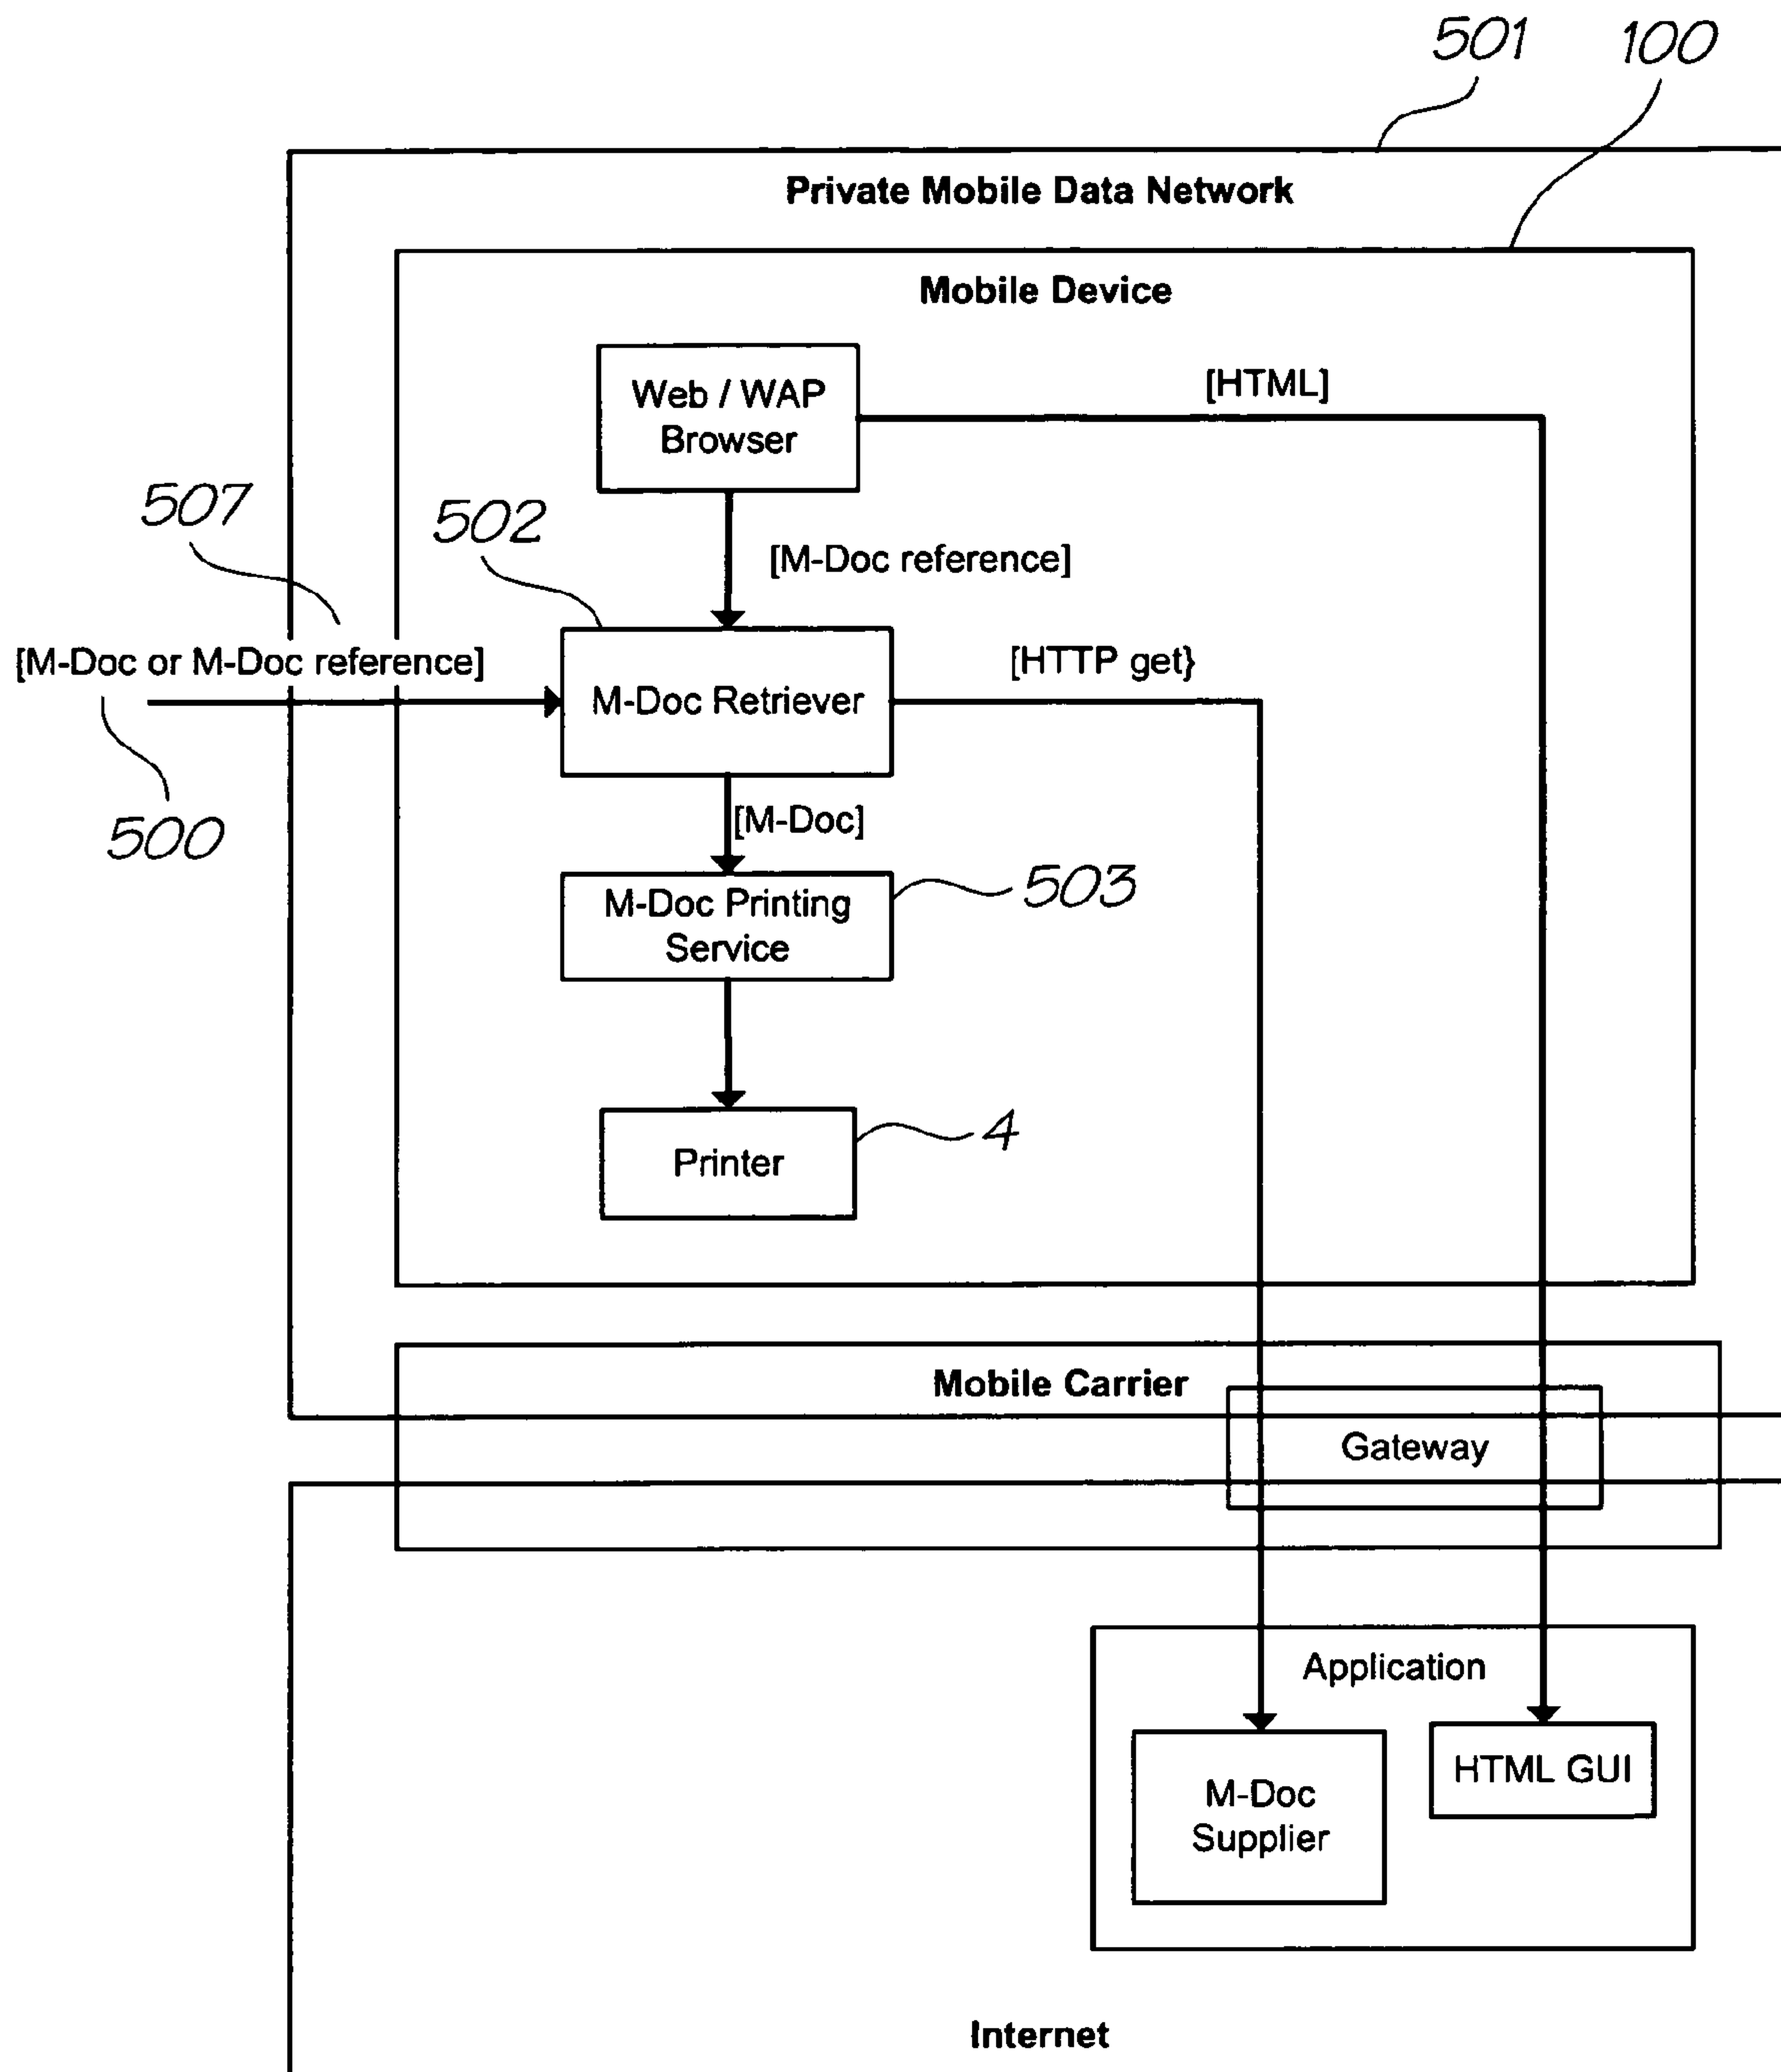 501
100
Private Mobile Data Network
Mobile Device
Web / WAP
Browser
[HTML]
507
502
[M-Doc reference]
[M-Doc or M-Doc reference]
M-Doc Retriever
[HTTP get}
500
[M-Doc]
M-Doc Printing
Service
503
Printer
4
Mobile Carrier
Gateway
Application
M-Doc
Supplier
HTML GUI
Internet